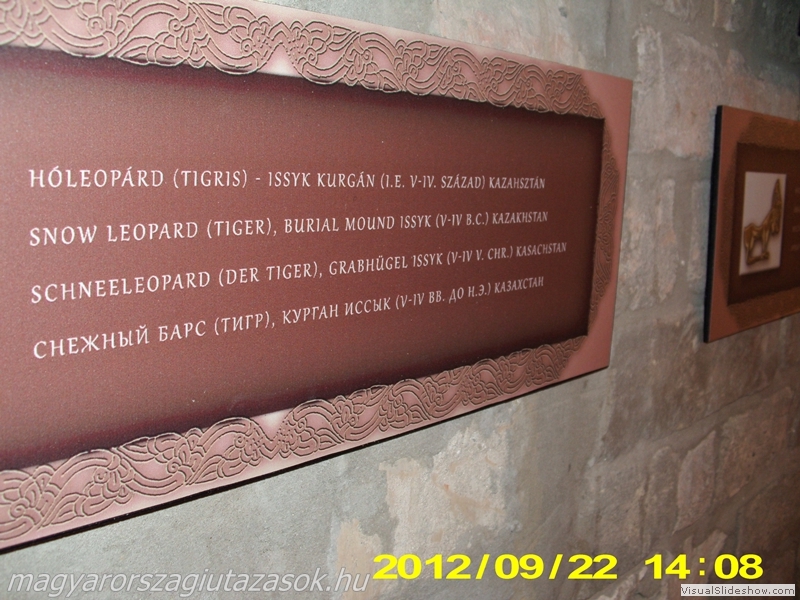 HÓLEOPÁRD (TIGRIS) - ISSYK KURGÁN (I.E. V-IV. SZÁZAD) KAZAHSZTÁN
SNOW LEOPARD (TIGER), BURIAL MOUND ISSYK (V-IV B.C.) KAZAKHSTAN
SCHNEELEOPARD (DER TIGER), GRABHÜGEL ISSYK (V-IV V. CHR.) KASACHSTAN
СНЕЖНЫЙ БАРС (ТИГР), КУРГАН ИССЫК (V-IV ВВ. ДО Н.Э.) КАЗАХСТАН
magyarorszagiutazasok.hu
2012/09/22 14:08
VisualSlideshow.com